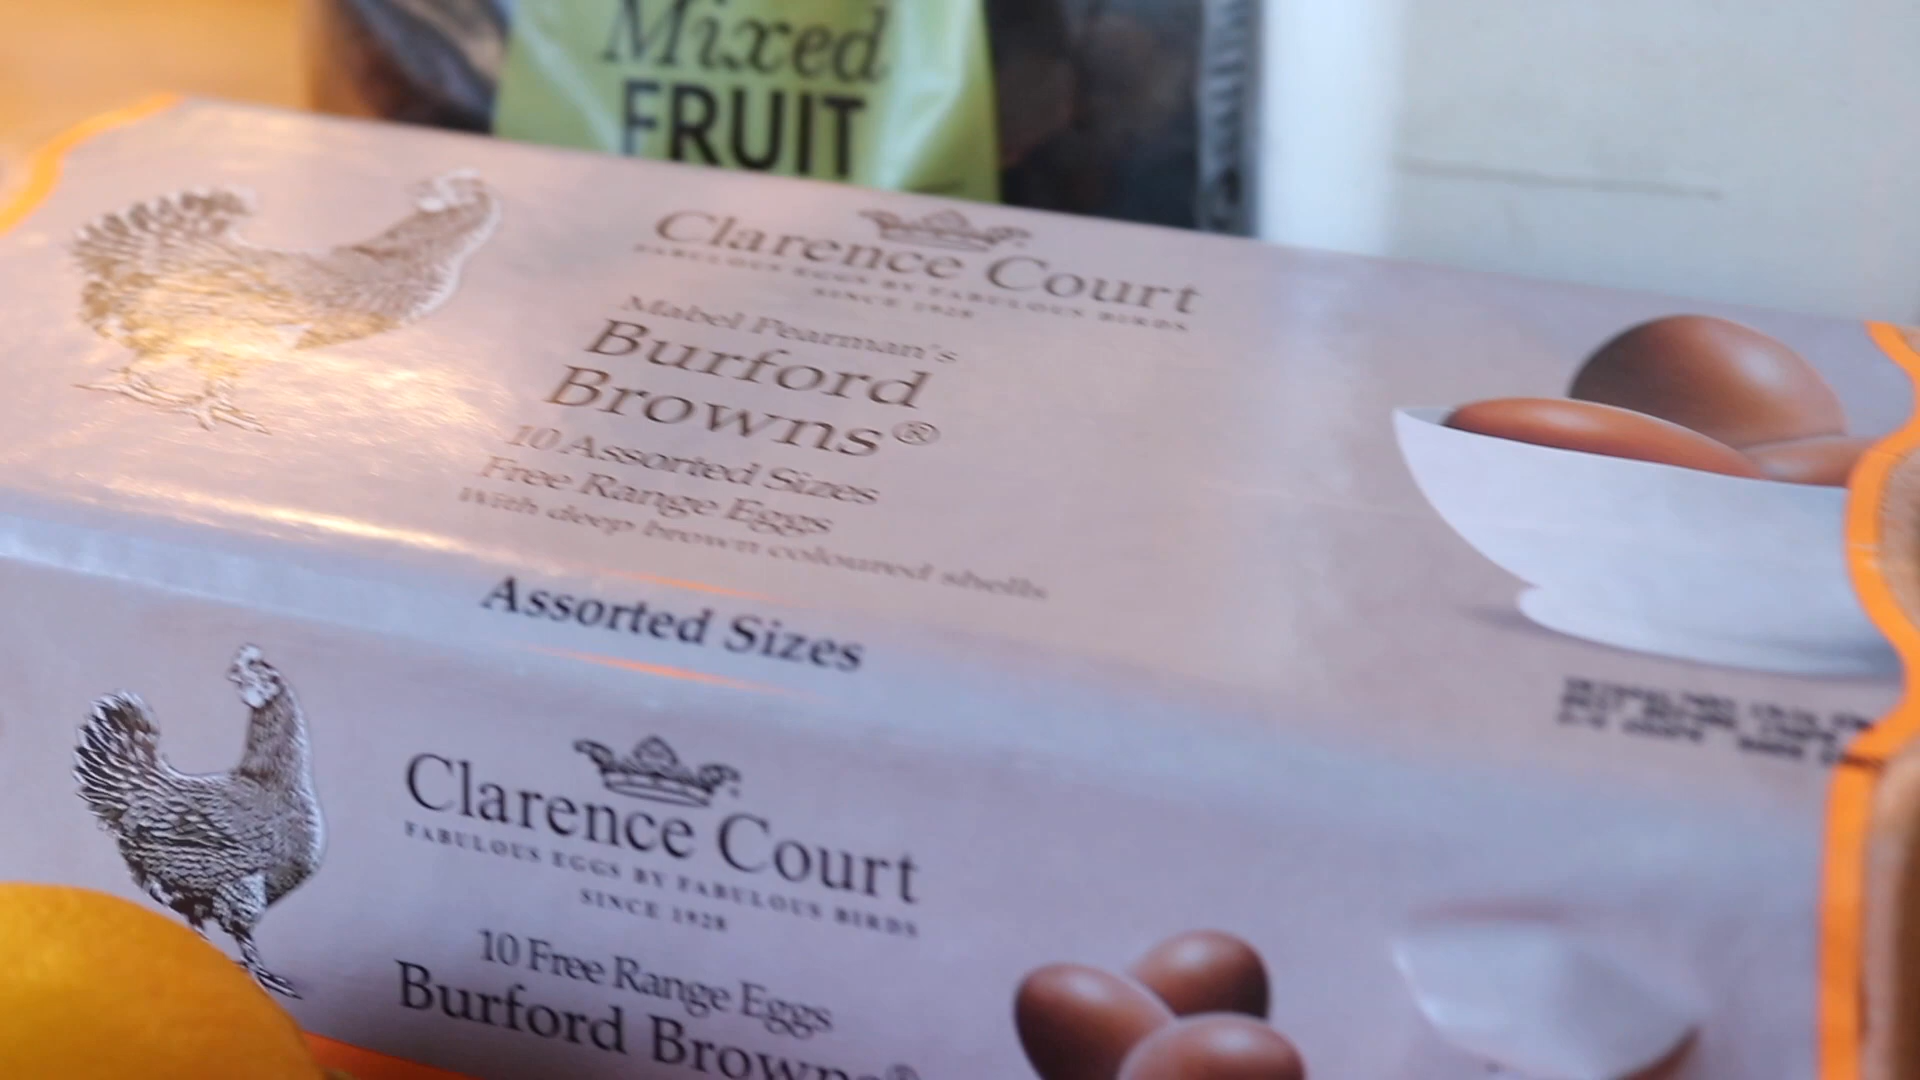 Mixed
FRUIT
Clarence Court
FABULOUS EGGS BY FABULOUS BIRDS
SINCE 1928
Mabel Pearman's
Burford
Browns®
10 Assorted Sizes
Free Range Eggs
With deep brown coloured shells
Assorted Sizes
Clarence Court
FABULOUS EGGS BY FABULOUS BIRDS
SINCE 1928
10 Free Range Eggs
Burford Browns®